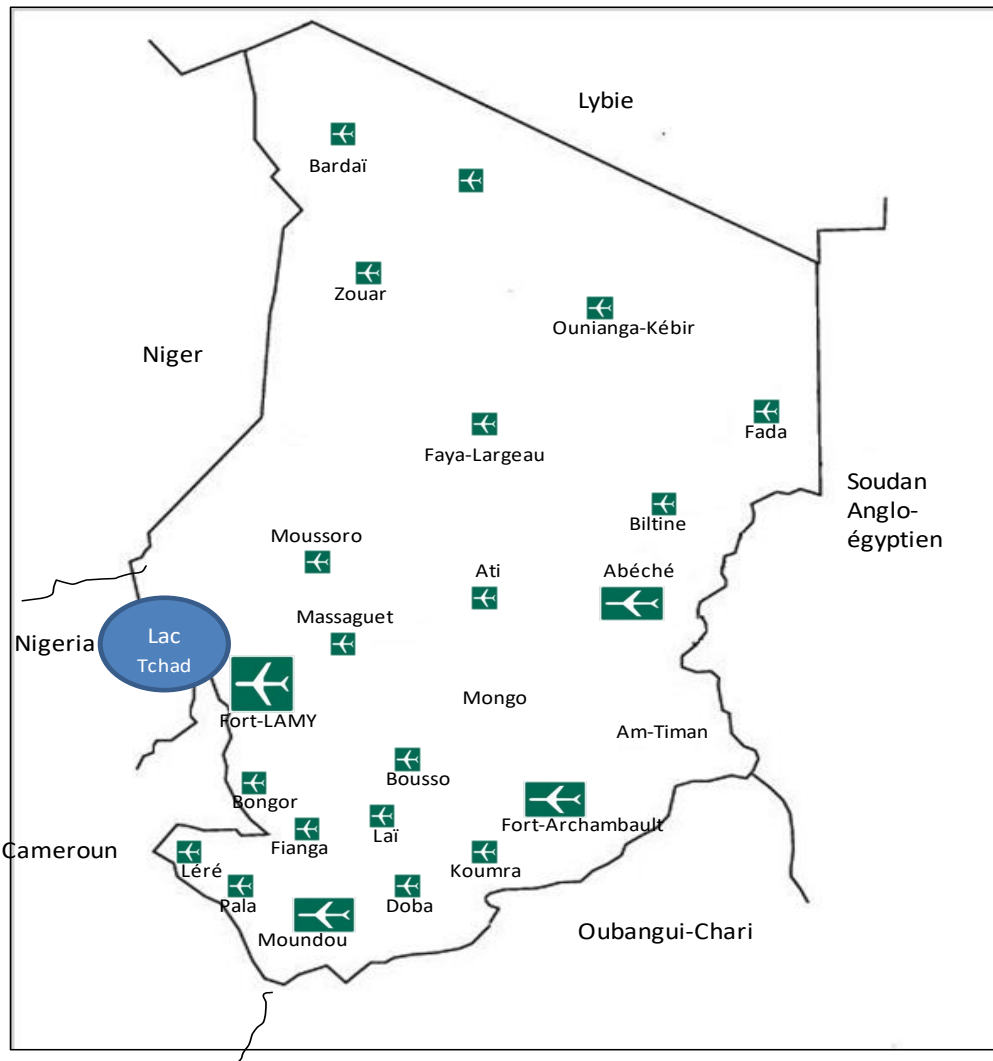 Lybie
Bardaï
Zouar
Ounianga-Kébir
Niger
Fada
Faya-Largeau
Soudan
Anglo-
égyptien
Biltine
Moussoro
Ati
Abéché
Massaguet
Nigeria
Lac
Tchad
Mongo
Fort-LAMY
Am-Timan
Bousso
Bongor
Fort-Archambault
Laï
Fianga
Cameroun
Léré
Koumra
Pala
Doba
Moundou
Oubangui-Chari